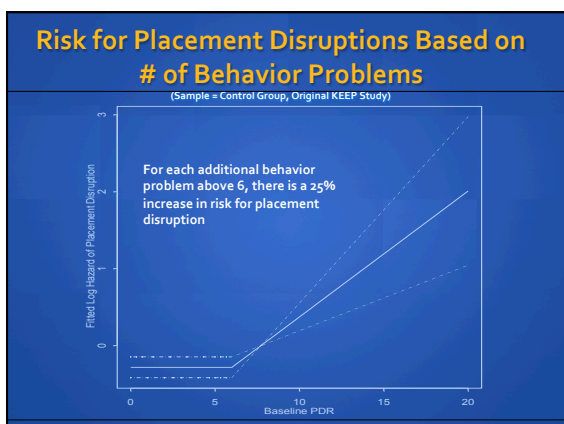 Risk for Placement Disruptions Based on
# of Behavior Problems
(Sample = Control Group, Original KEEP Study)
For each additional behavior
problem above 6, there is a 25%
increase in risk for placement
disruption
Fitted Log Hazard of Placement Disruption
3
2
1
0
0 5 10 15 20
Baseline PDR